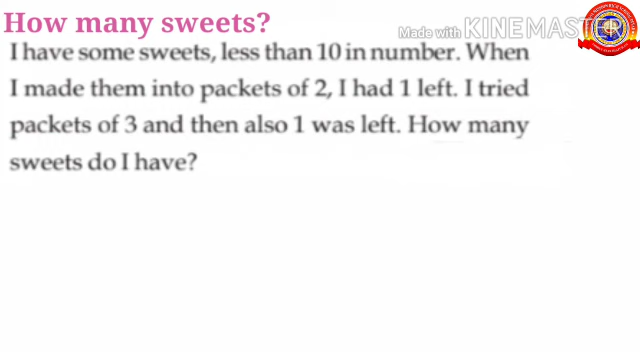 How many sweets?
Made with KINEMASTER
I have some sweets, less than 10 in number. When
I made them into packets of 2, I had 1 left. I tried
packets of 3 and then also 1 was left. How many
sweets do I have?